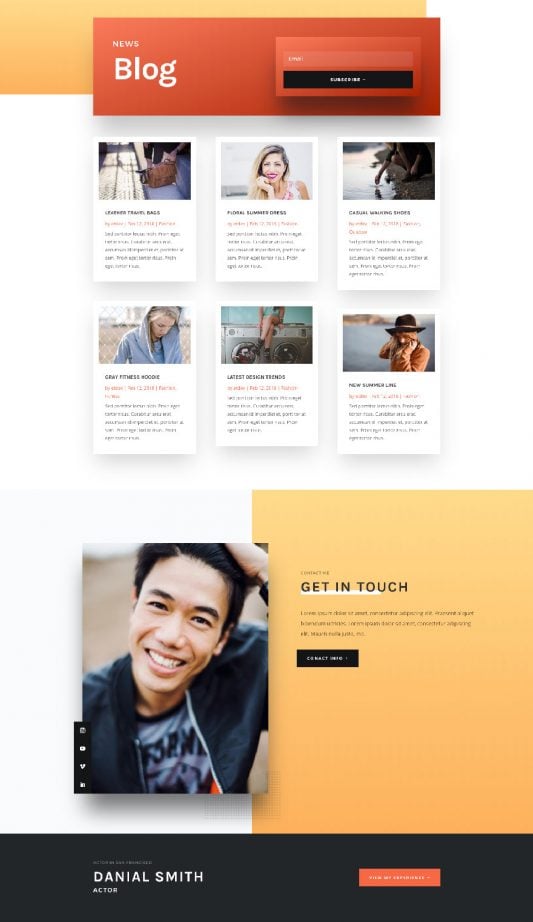 NEWS
Blog
Email
SUBSCRIBE
LEATHER TRAVEL BAGS
by | Feb 12, 2018 | Fashion
Sed porttitor lectus nibh. Proin eget
tortor risus. Curabitur arcu erat,
accumsan id imperdiet et, porttitor at
sem. Proin eget tortor risus. Proin
eget tortor risus.
FLORAL SUMMER DRESS
by | Feb 12, 2018 | Fashion
Sed porttitor lectus nibh. Proin eget
tortor risus. Curabitur arcu erat,
accumsan id imperdiet et, porttitor at
sem. Proin eget tortor risus. Proin
eget tortor risus.
CASUAL WALKING SHOES
by | Feb 12, 2018 | Fashion,
Outdoor
Sed porttitor lectus nibh. Proin eget
tortor risus. Curabitur arcu erat,
accumsan id imperdiet et, porttitor at
sem. Proin eget tortor risus. Proin
eget tortor risus.
GRAY FITNESS HOODIE
by | Feb 12, 2018 | Fashion,
Fitness
Sed porttitor lectus nibh. Proin eget
tortor risus. Curabitur arcu erat,
accumsan id imperdiet et, porttitor at
sem. Proin eget tortor risus. Proin
eget tortor risus.
LATEST DESIGN TRENDS
by | Feb 12, 2018 | Fashion
Sed porttitor lectus nibh. Proin eget
tortor risus. Curabitur arcu erat,
accumsan id imperdiet et, porttitor at
sem. Proin eget tortor risus. Proin
eget tortor risus.
NEW SUMMER LINE
by | Feb 12, 2018 | Fashion
Sed porttitor lectus nibh. Proin eget
tortor risus. Curabitur arcu erat,
accumsan id imperdiet et, porttitor at
sem. Proin eget tortor risus. Proin
eget tortor risus.
CONTACT ME
GET IN TOUCH
Lorem ipsum dolor sit amet, consectetur adipiscing elit. Praesent aliquet
bibendum ultricies. Lorem ipsum dolor sit amet, consectetur adipiscing
elit. Mauris nulla justo,
CONACT INFO
in
ACTOR IN SAN FRANCISCO
DANIAL SMITH
ACTOR
VIEW MY EXPERIENCE